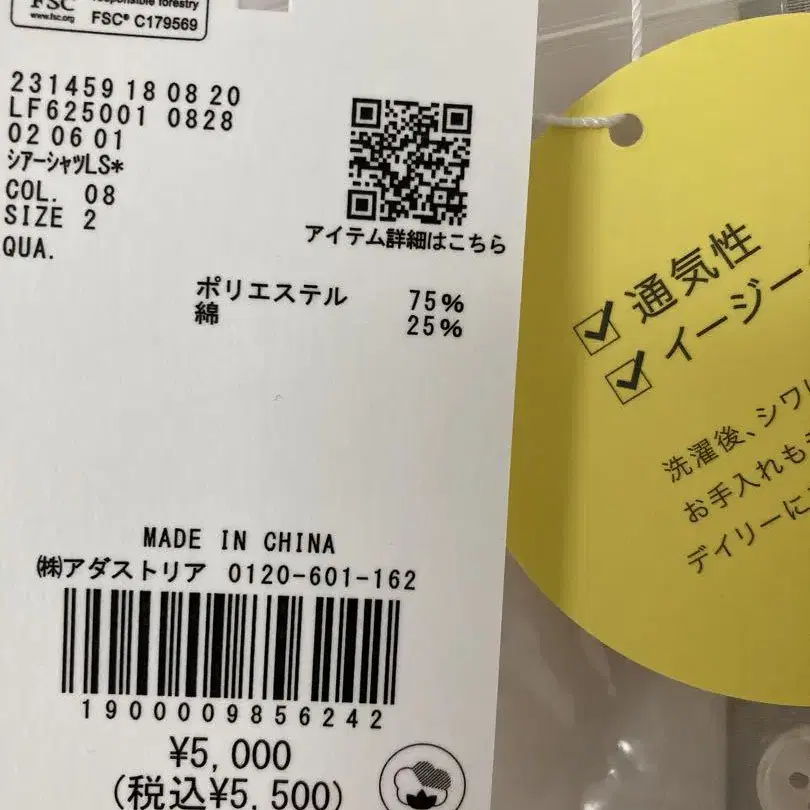 FSC
www.fsc.org
responsible forestry
FSC® C179569
231459 18 08 20
LF625001 0828
02 06 01
シアーシャツLS*
COL. 08
SIZE 2
QUA.
アイテム詳細はこちら
ポリエステル 75%
綿 25%
MADE IN CHINA
㈱アダストリア 0120-601-162
1900009856242
¥5,000
(税込¥5,500)
通気性
イージー
洗濯後、シワ
お手入れも
デイリーに